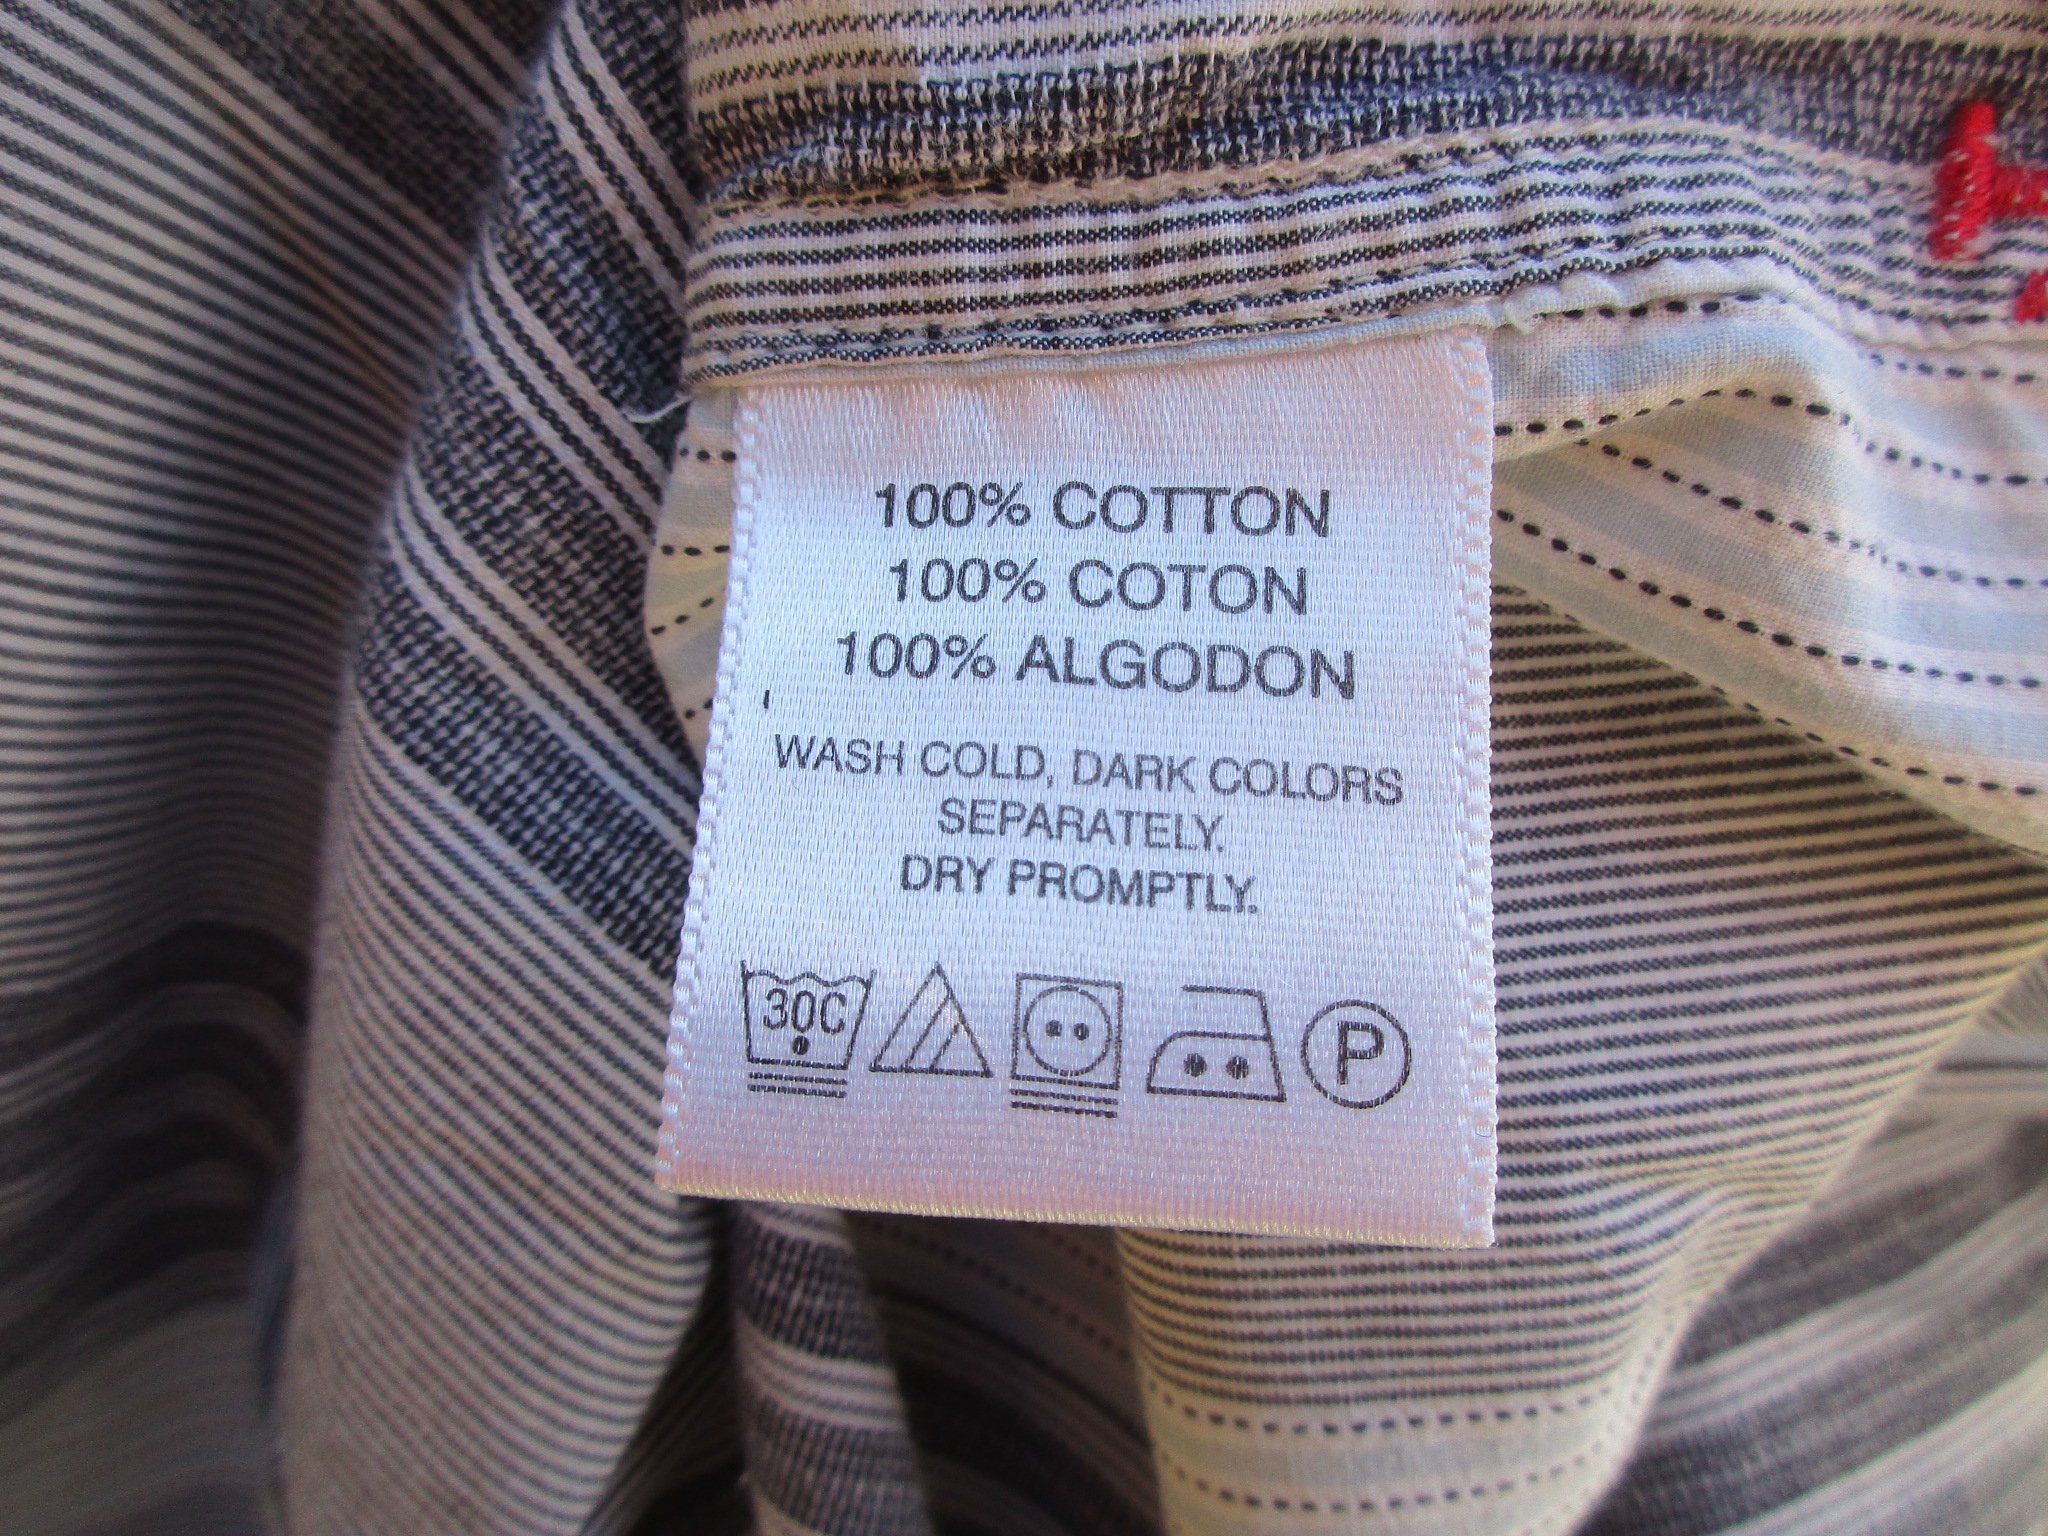 100% COTTON
100% COTON
100% ALGODON
WASH COLD, DARK COLORS
SEPARATELY.
DRY PROMPTLY.
30C P